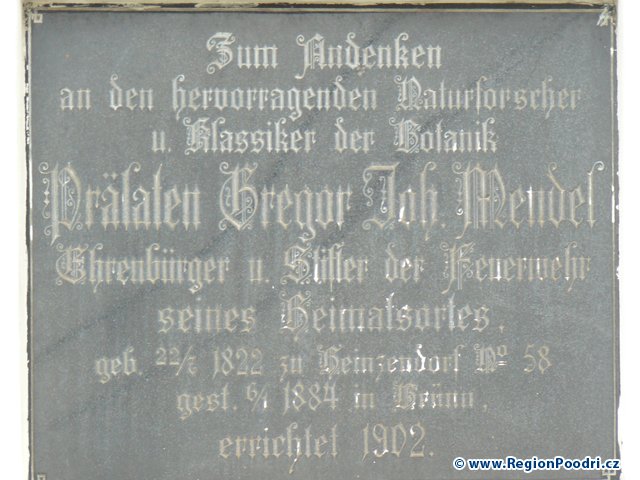 Zum Andenken
an den hervorragenden Naturforscher
u. Klassiker der Botanik
Prälaten Gregor Joh. Mendel
Ehrenbürger u. Stifter der Feuerwehr
seines Heimatsortes,
geb. 22/7 1822 zu Heinzendorf No 58
gest. 6/1 1884 in Brünn,
errichtet 1902.
© www.RegionPoodri.cz